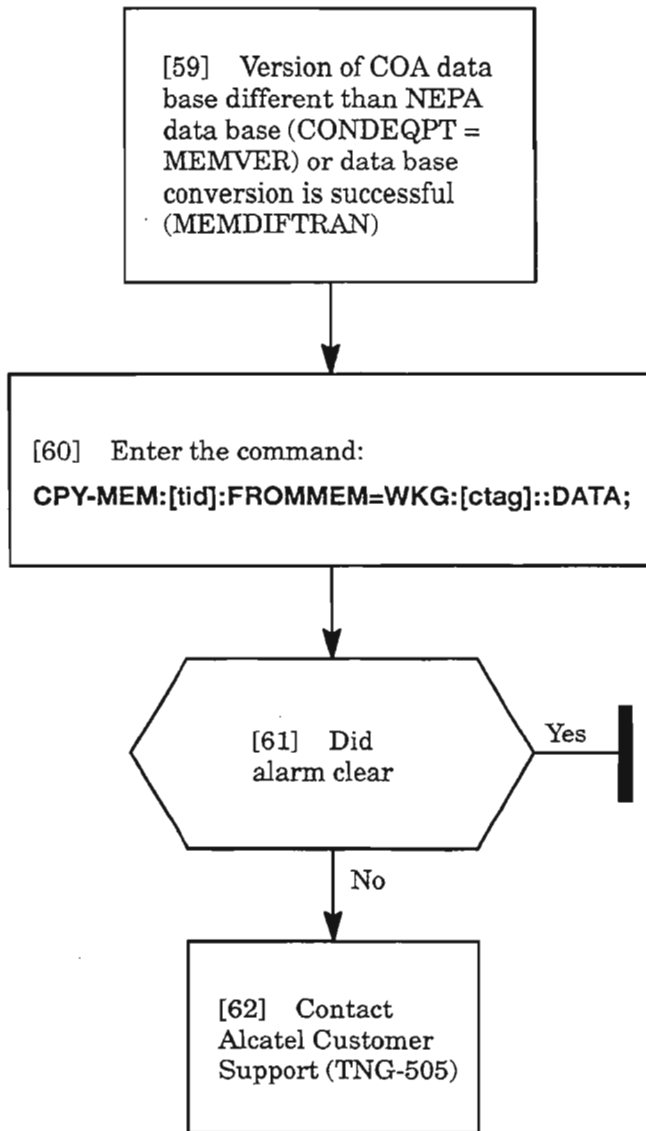 [59] Version of COA data
base different than NEPA
data base (CONDEQPT =
MEMVER) or data base
conversion is successful
(MEMDIFTRAN)
[60] Enter the command:
CPY-MEM:[tid]:FROMMEM=WKG:[ctag]::DATA;
[61] Did
alarm clear
Yes
No
[62] Contact
Alcatel Customer
Support (TNG-505)